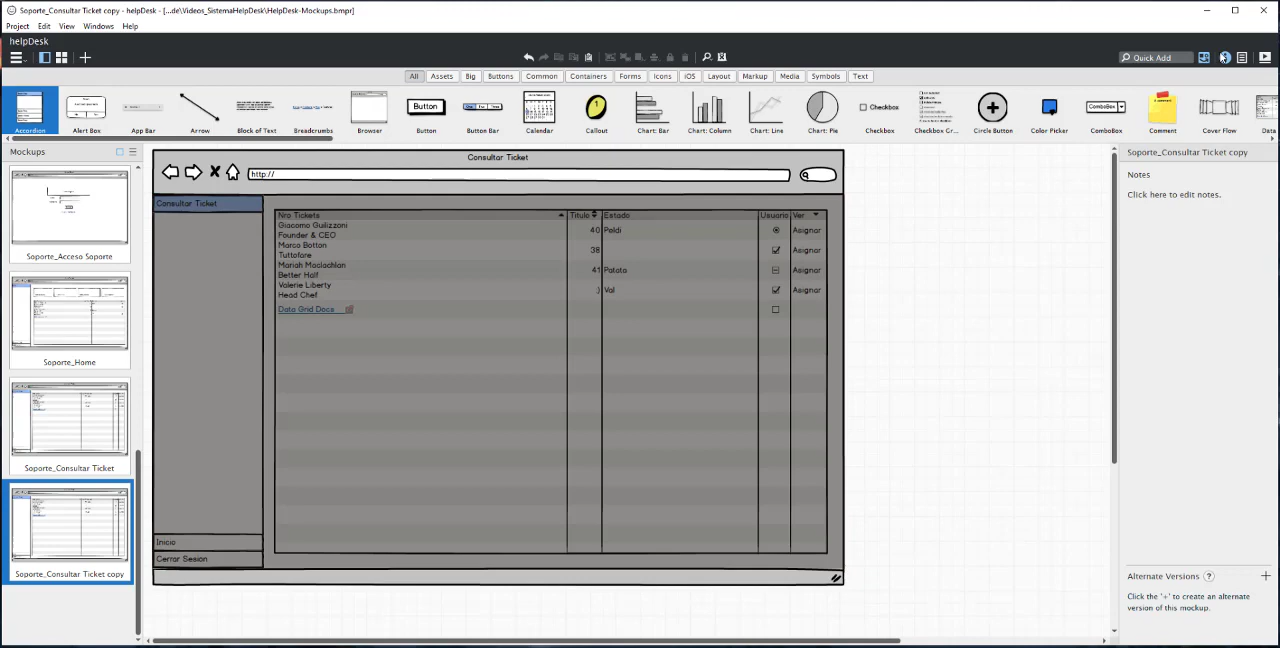 Soporte_Consultar Ticket copy - helpDesk - [...de\Videos_SistemaHelpDesk\HelpDesk-Mockups.bmpr]
Project Edit View Windows Help
helpDesk
Quick Add
All Assets Big Buttons Common Containers Forms Icons iOS Layout Markup Media Symbols Text
Button
1
ComboBox
Checkbox
Accordion Alert Box App Bar Arrow Block of Text Breadcrumbs Browser Button Button Bar Calendar Callout Chart: Bar Chart: Column Chart: Line Chart: Pie Checkbox Checkbox Gr... Circle Button Color Picker ComboBox Comment Cover Flow Data
Mockups
Soporte_Acceso Soporte
Soporte_Home
Soporte_Consultar Ticket
Soporte_Consultar Ticket copy
Consultar Ticket
http://
Consultar Ticket
Nro Tickets Titulo Estado Usuario Ver
Giacomo Guilizzoni
Founder & CEO 40 Peldi Asignar
Marco Botton
Tuttofare 38 Asignar
Mariah Maclachlan
Better Half 41 Patata Asignar
Valerie Liberty
Head Chef :) Val Asignar
Data Grid Docs
Inicio
Cerrar Sesion
Soporte_Consultar Ticket copy
Notes
Click here to edit notes.
Alternate Versions ?
Click the '+' to create an alternate
version of this mockup.